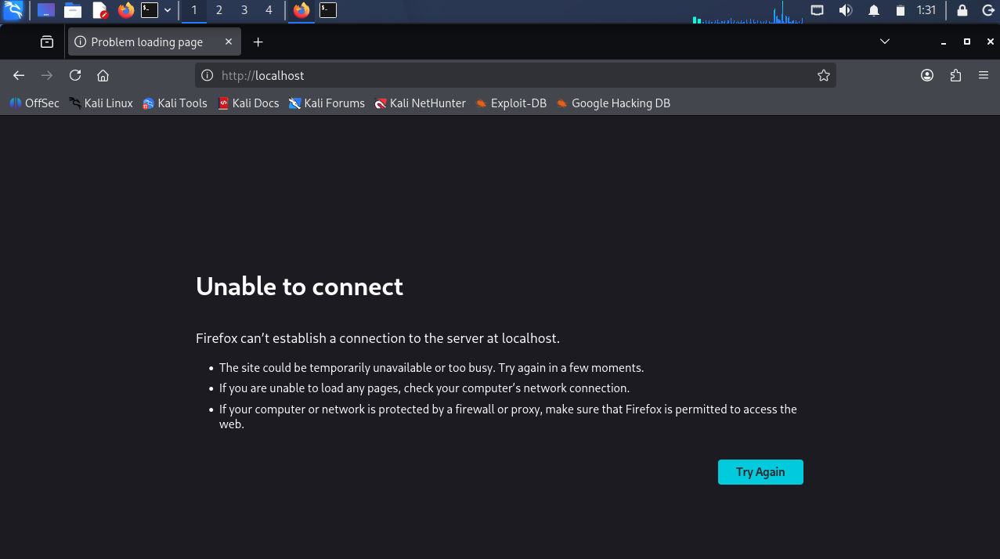 1 2 3 4 1:31
Problem loading page
http://localhost
OffSec Kali Linux Kali Tools Kali Docs Kali Forums Kali NetHunter Exploit-DB Google Hacking DB
Unable to connect
Firefox can’t establish a connection to the server at localhost.
• The site could be temporarily unavailable or too busy. Try again in a few moments.
• If you are unable to load any pages, check your computer’s network connection.
• If your computer or network is protected by a firewall or proxy, make sure that Firefox is permitted to access the
web.
Try Again